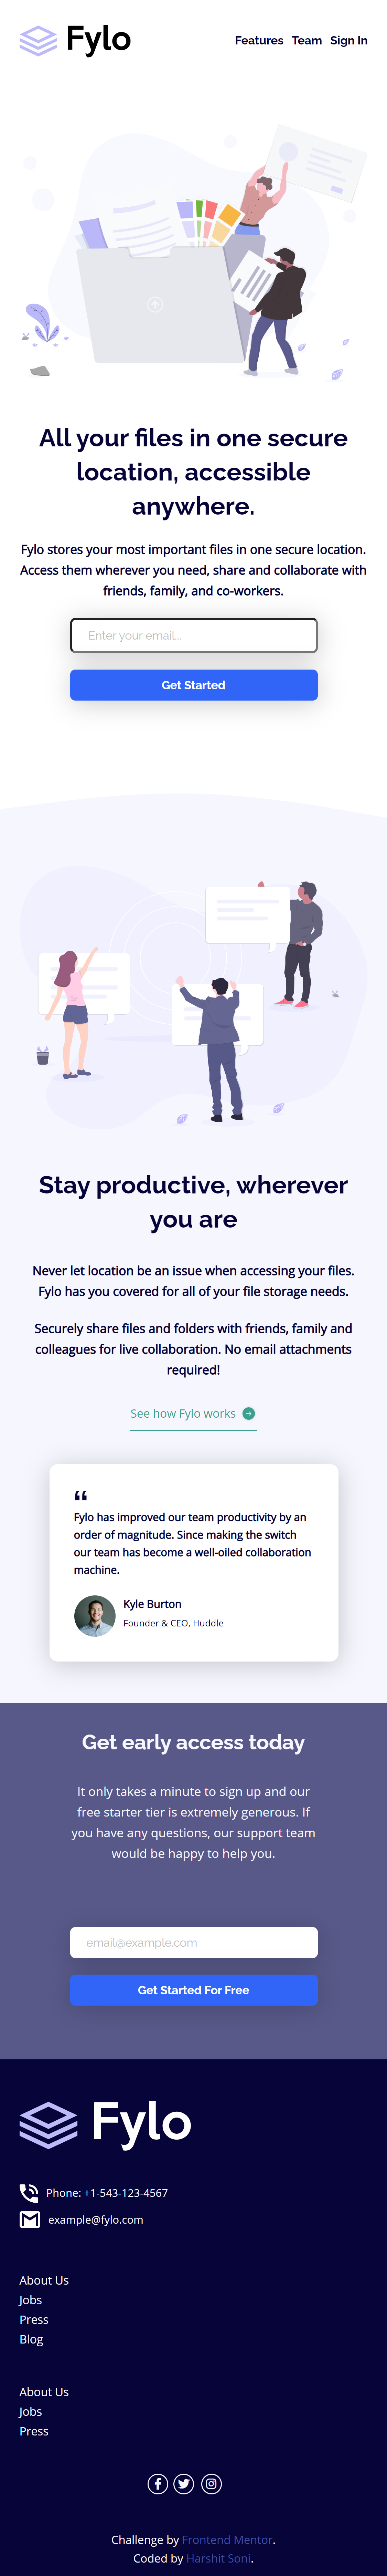 Fylo
Features Team Sign In
All your files in one secure
location, accessible
anywhere.
Fylo stores your most important files in one secure location.
Access them wherever you need, share and collaborate with
friends, family, and co-workers.
Enter your email...
Get Started
Stay productive, wherever
you are
Never let location be an issue when accessing your files.
Fylo has you covered for all of your file storage needs.
Securely share files and folders with friends, family and
colleagues for live collaboration. No email attachments
required!
See how Fylo works
“
Fylo has improved our team productivity by an
order of magnitude. Since making the switch
our team has become a well-oiled collaboration
machine.
Kyle Burton
Founder & CEO, Huddle
Get early access today
It only takes a minute to sign up and our
free starter tier is extremely generous. If
you have any questions, our support team
would be happy to help you.
email@example.com
Get Started For Free
Fylo
Phone: +1-543-123-4567
example@fylo.com
About Us
Jobs
Press
Blog
About Us
Jobs
Press
Challenge by Frontend Mentor.
Coded by Harshit Soni.